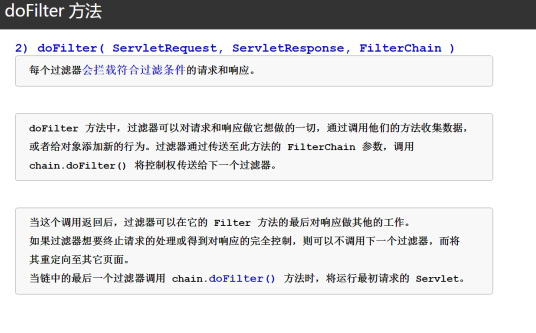 doFilter 方法
2) doFilter( ServletRequest, ServletResponse, FilterChain )
每个过滤器会拦截符合过滤条件的请求和响应。
doFilter 方法中，过滤器可以对请求和响应做它想做的一切，通过调用他们的方法收集数据，
或者给对象添加新的行为。过滤器通过传送至此方法的 FilterChain 参数，调用
chain.doFilter() 将控制权传送给下一个过滤器。
当这个调用返回后，过滤器可以在它的 Filter 方法的最后对响应做其他的工作。
如果过滤器想要终止请求的处理或得到对响应的完全控制，则可以不调用下一个过滤器，而将
其重定向至其它页面。
当链中的最后一个过滤器调用 chain.doFilter() 方法时，将运行最初请求的 Servlet。